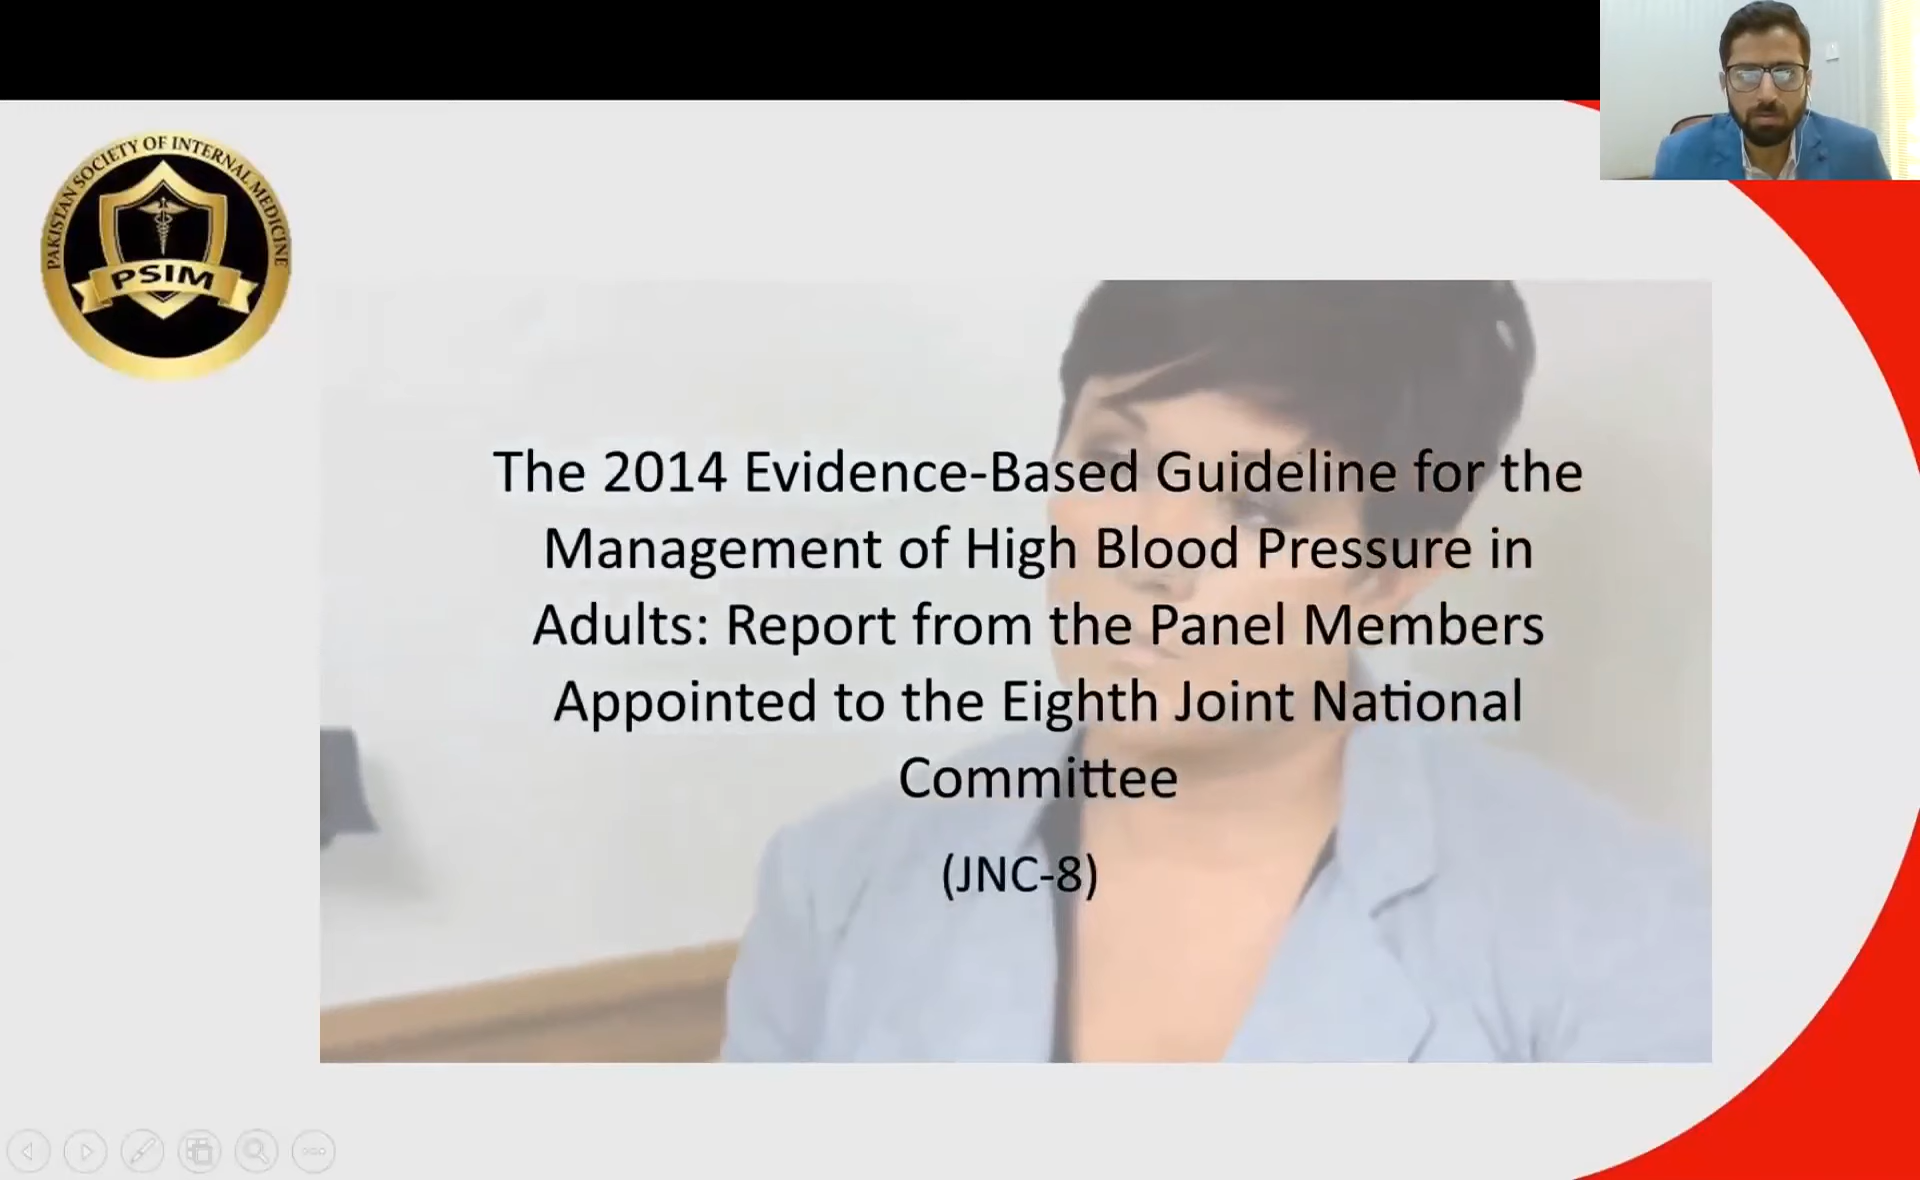 PAKISTAN SOCIETY OF INTERNAL MEDICINE
PSIM
The 2014 Evidence-Based Guideline for the
Management of High Blood Pressure in
Adults: Report from the Panel Members
Appointed to the Eighth Joint National
Committee
(JNC-8)